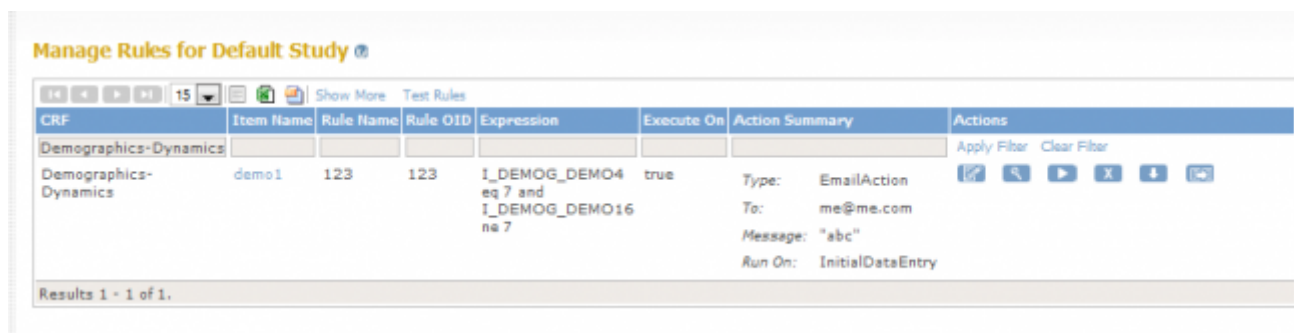 Manage Rules for Default Study
15 Show More Test Rules
CRF Item Name Rule Name Rule OID Expression Execute On Action Summary Actions
Demographics-Dynamics Apply Filter Clear Filter
Demographics- demo1 123 123 I_DEMOG_DEMO4 true Type: EmailAction
Dynamics eq 7 and To: me@me.com
I_DEMOG_DEMO16 Message: "abc"
ne 7 Run On: InitialDataEntry
Results 1 - 1 of 1.